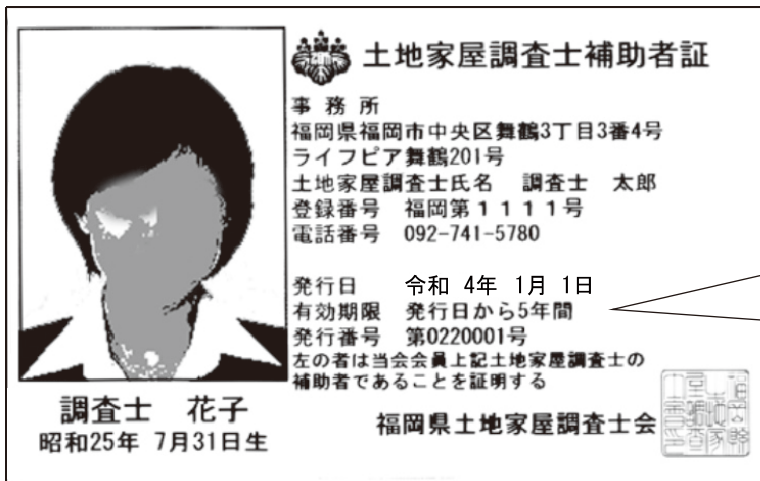 土地家屋調査士補助者証
事務所
福岡県福岡市中央区舞鶴3丁目3番4号
ライフピア舞鶴201号
土地家屋調査士氏名　調査士　太郎
登録番号　福岡第１１１１号
電話番号　092-741-5780
発行日　令和 4年 1月 1日
有効期限　発行日から5年間
発行番号　第0220001号
左の者は当会会員上記土地家屋調査士の
補助者であることを証明する
福岡県土地家屋調査士会
調査士　花子
昭和25年 7月31日生